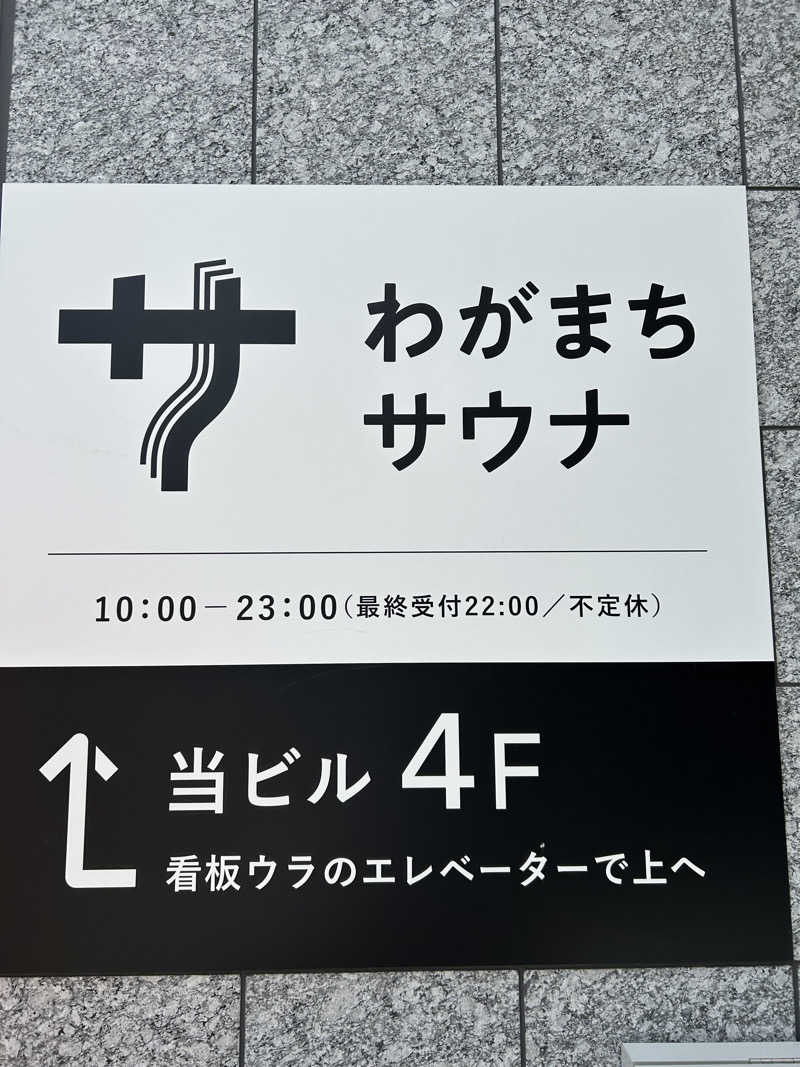 サ
わがまち
サウナ
10:00－23:00（最終受付22:00／不定休）
当ビル 4F
看板ウラのエレベーターで上へ